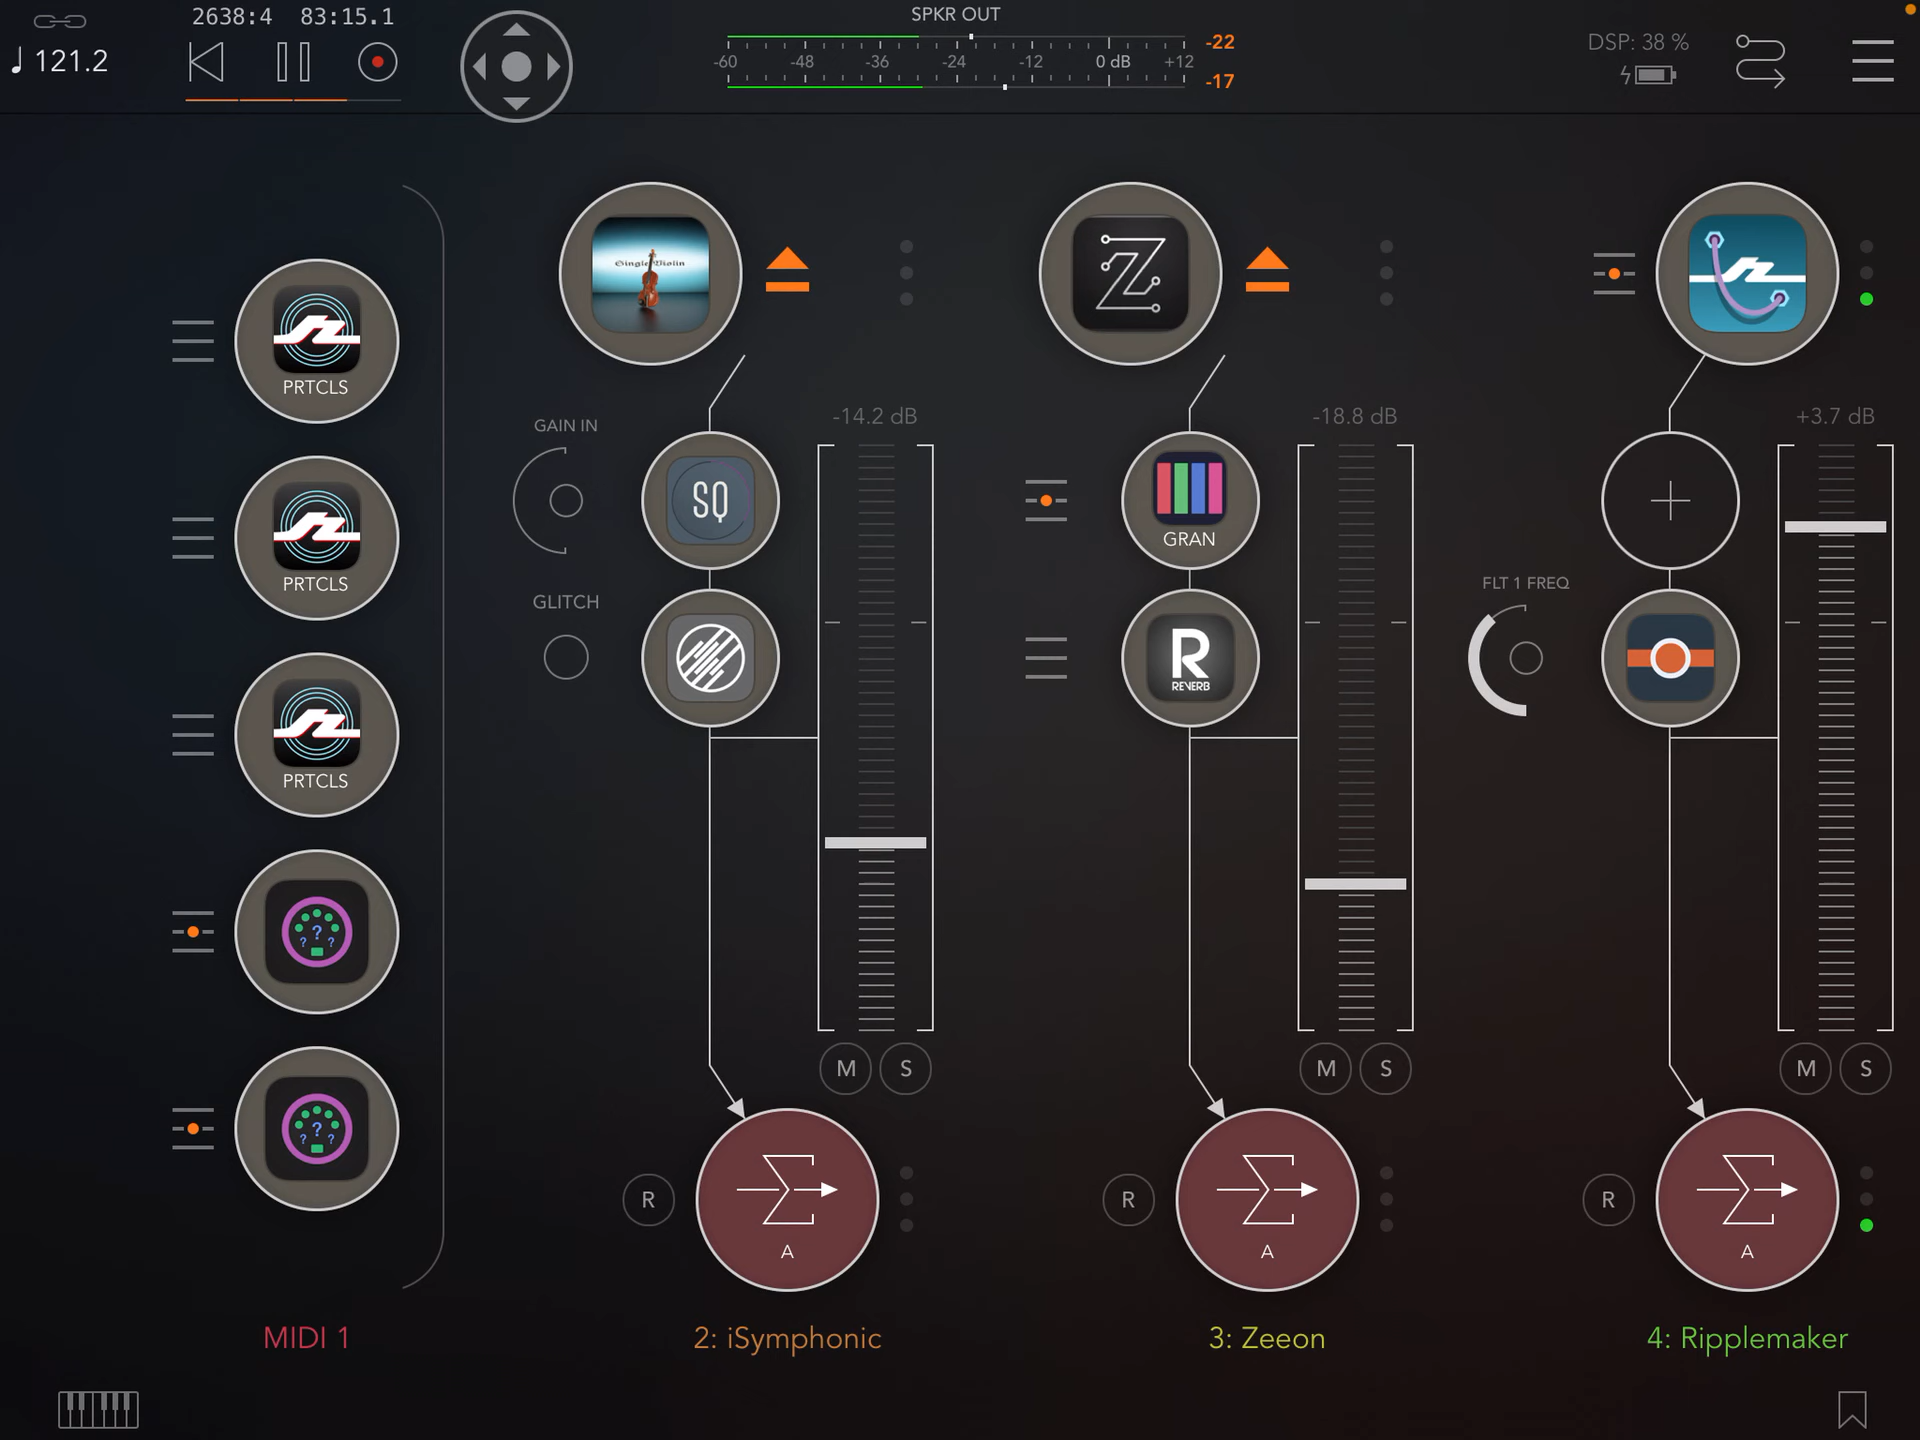 2638:4 83:15.1
SPKR OUT
121.2
-22
-60 -48 -36 -24 -12 0 dB +12
-17
DSP: 38 %
Single Violin
PRTCLS
PRTCLS
PRTCLS
? ? ?
? ? ?
MIDI 1
GAIN IN
-14.2 dB
SQ
GLITCH
M S
R
A
2: iSymphonic
-18.8 dB
GRAN
R
REVERB
M S
R
A
3: Zeeon
+3.7 dB
FLT 1 FREQ
M S
R
A
4: Ripplemaker